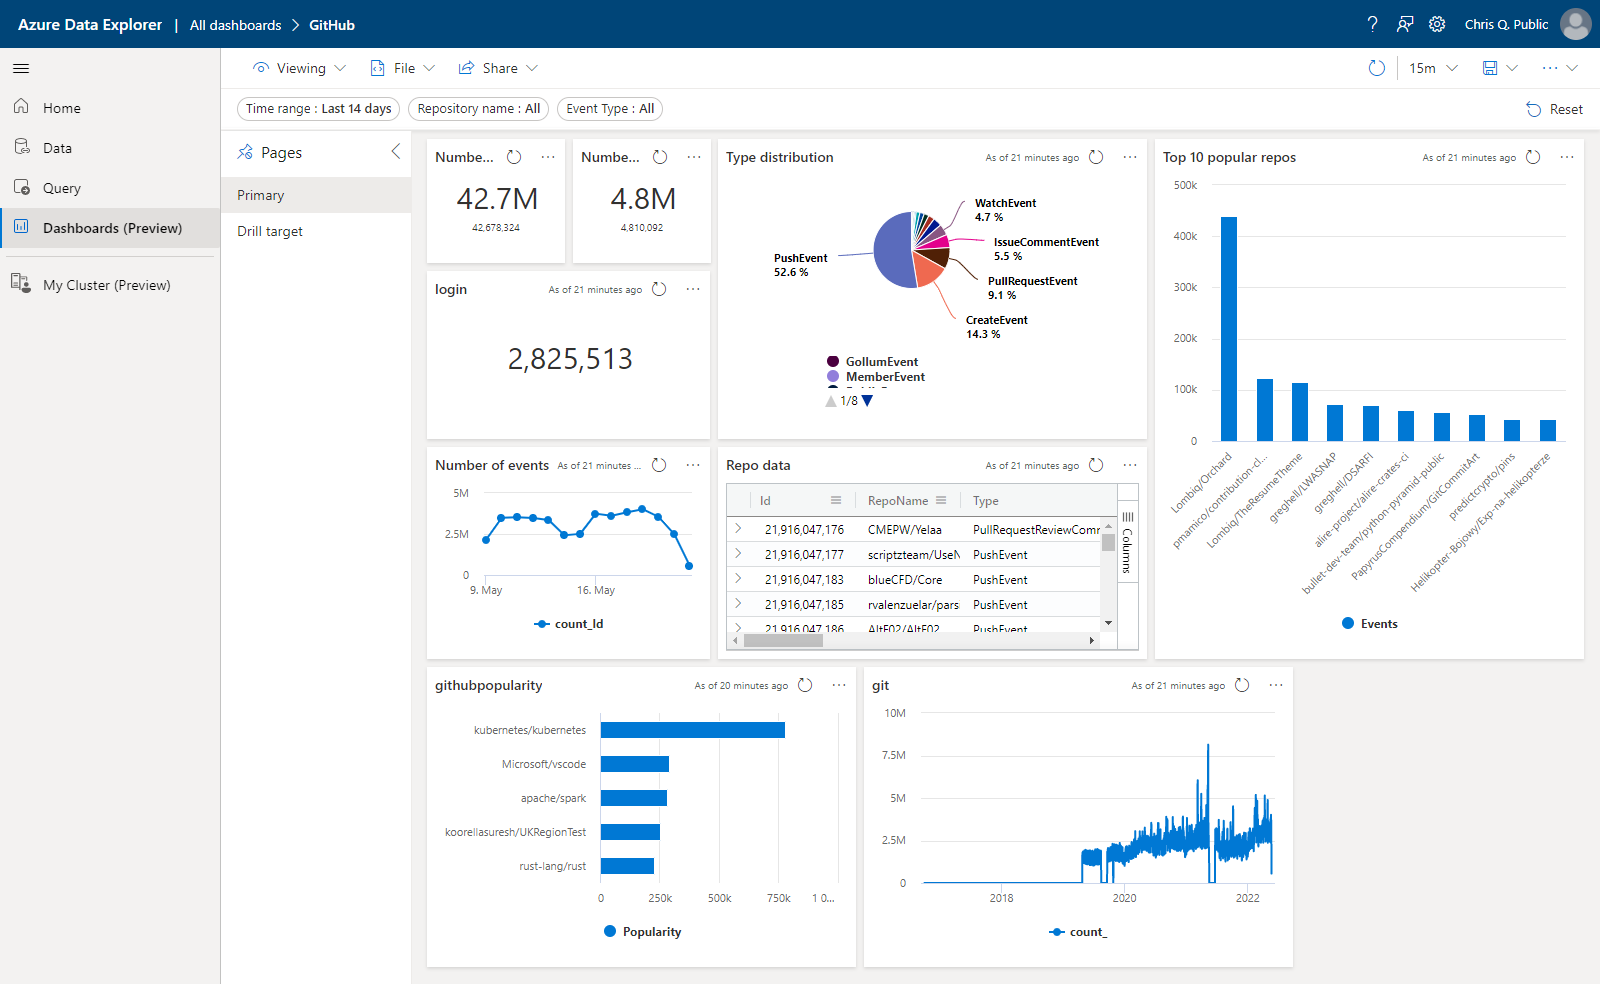 Azure Data Explorer | All dashboards > GitHub
Chris Q. Public
Viewing File Share
15m
Time range : Last 14 days Repository name : All Event Type : All
Reset
Home
Data
Query
Dashboards (Preview)
My Cluster (Preview)
Pages
Primary
Drill target
Numbe...
42.7M
42,678,324
Numbe...
4.8M
4,810,092
login As of 21 minutes ago
2,825,513
Type distribution As of 21 minutes ago
WatchEvent
4.7 %
IssueCommentEvent
5.5 %
PushEvent
52.6 %
PullRequestEvent
9.1 %
CreateEvent
14.3 %
GollumEvent
MemberEvent
1/8
Top 10 popular repos As of 21 minutes ago
500k
400k
300k
200k
100k
0
Lombiq/Orchard
pmamico/contribution-cl...
Lombiq/TheResumeTheme
greghell/LWASNAP
greghell/DSARFI
alire-project/alire-crates-ci
bullet-dev-team/python-pyramid-public
PapyrusCompendium/GitCommitArt
predictcrypto/pins
Helikopter-Bojowy/Exp-na-helikopterze
Events
Number of events As of 21 minutes ...
5M
2.5M
0
9. May 16. May
count_Id
Repo data As of 21 minutes ago
Id RepoName Type
21,916,047,176 CMEPW/Yelaa PullRequestReviewComm
21,916,047,177 scriptzteam/UseN PushEvent
21,916,047,183 blueCFD/Core PushEvent
21,916,047,185 rvalenzuelar/pars PushEvent
21,916,047,186 AltF02/AltF02 PushEvent
Columns
githubpopularity As of 20 minutes ago
kubernetes/kubernetes
Microsoft/vscode
apache/spark
koorellasuresh/UKRegionTest
rust-lang/rust
0 250k 500k 750k 1 0...
Popularity
git As of 21 minutes ago
10M
7.5M
5M
2.5M
0
2018 2020 2022
count_